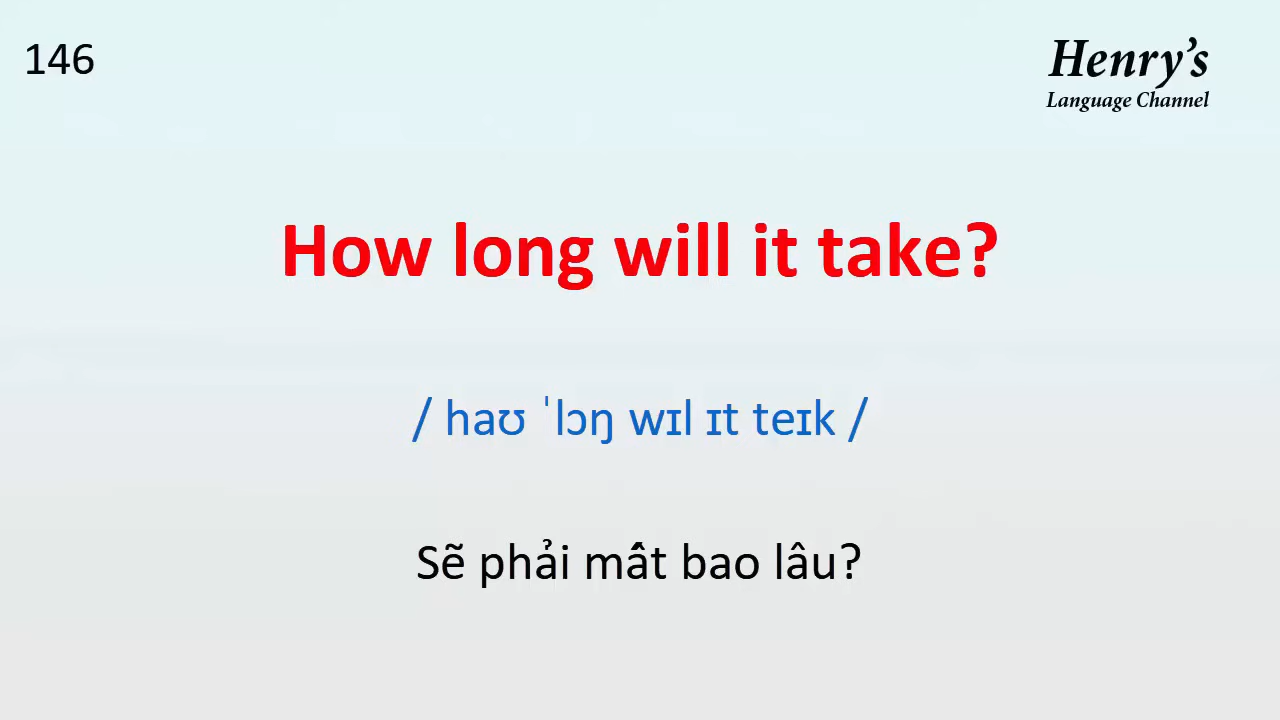 146
Henry's
Language Channel
How long will it take?
/ haʊ ˈlɔŋ wɪl ɪt teɪk /
Sẽ phải mất bao lâu?